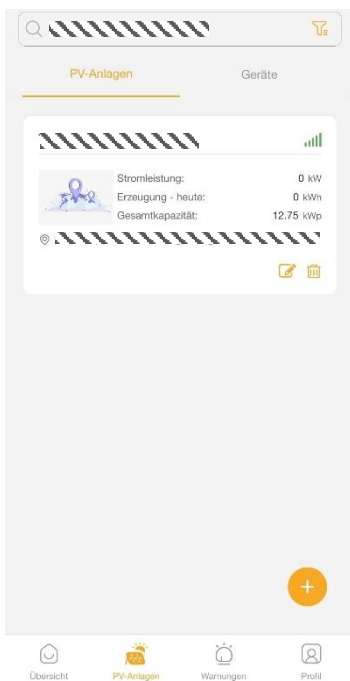 PV-Anlagen Geräte
Stromleistung: 0 kW
Erzeugung - heute: 0 kWh
Gesamtkapazität: 12.75 kWp
Übersicht PV-Anlagen Warnungen Profil